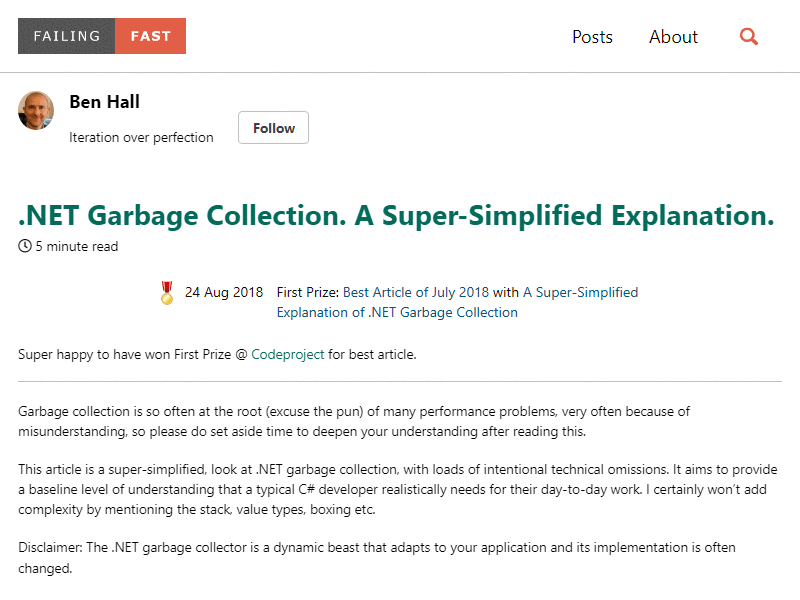 FAILING FAST
Posts About
Ben Hall
Iteration over perfection
Follow
.NET Garbage Collection. A Super-Simplified Explanation.
5 minute read
24 Aug 2018 First Prize: Best Article of July 2018 with A Super-Simplified
Explanation of .NET Garbage Collection
Super happy to have won First Prize @ Codeproject for best article.
Garbage collection is so often at the root (excuse the pun) of many performance problems, very often because of
misunderstanding, so please do set aside time to deepen your understanding after reading this.
This article is a super-simplified, look at .NET garbage collection, with loads of intentional technical omissions. It aims to provide
a baseline level of understanding that a typical C# developer realistically needs for their day-to-day work. I certainly won’t add
complexity by mentioning the stack, value types, boxing etc.
Disclaimer: The .NET garbage collector is a dynamic beast that adapts to your application and its implementation is often
changed.